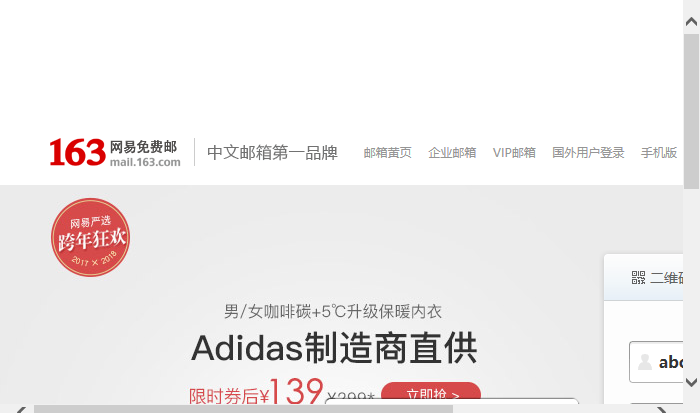 163 网易免费邮
mail.163.com
中文邮箱第一品牌
邮箱黄页 企业邮箱 VIP邮箱 国外用户登录 手机版
网易严选
跨年狂欢
2017 × 2018
二维码
男/女咖啡碳+5℃升级保暖内衣
Adidas制造商直供
abc
限时券后¥139 ¥299* 立即抢 >